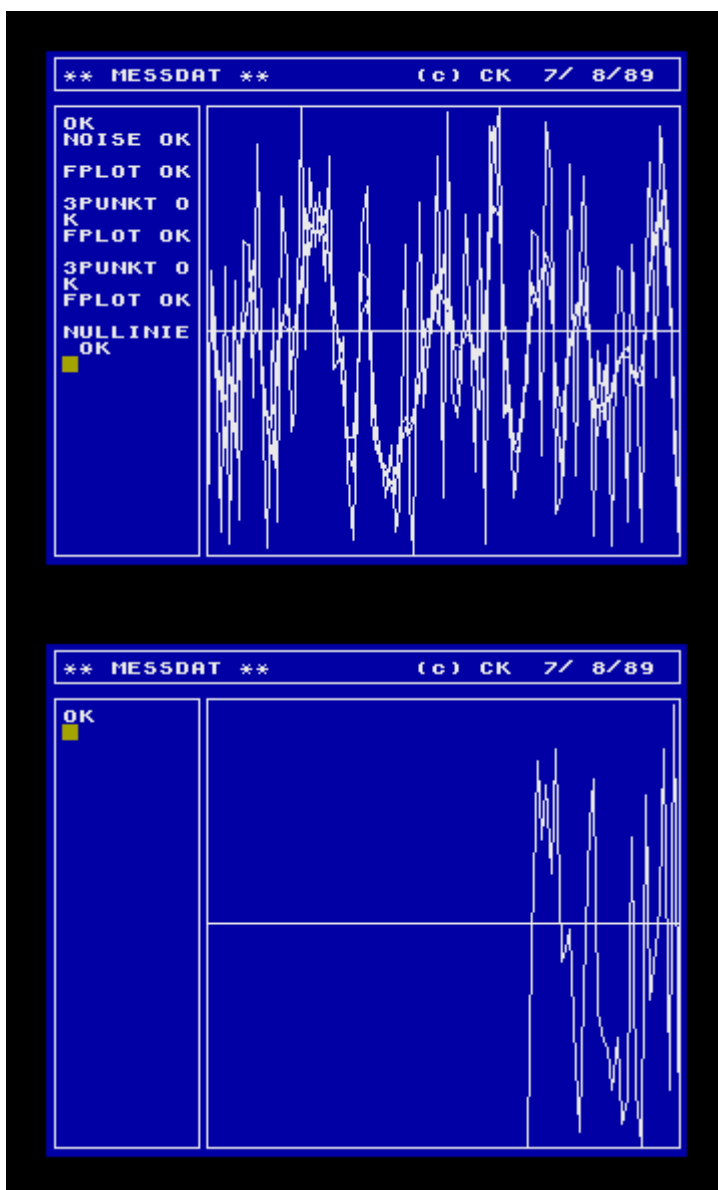 ** MESSDAT ** (c) CK 7/ 8/89
OK
NOISE OK
FPLOT OK
3PUNKT O
K
FPLOT OK
3PUNKT O
K
FPLOT OK
NULLINIE
OK
** MESSDAT ** (c) CK 7/ 8/89
OK